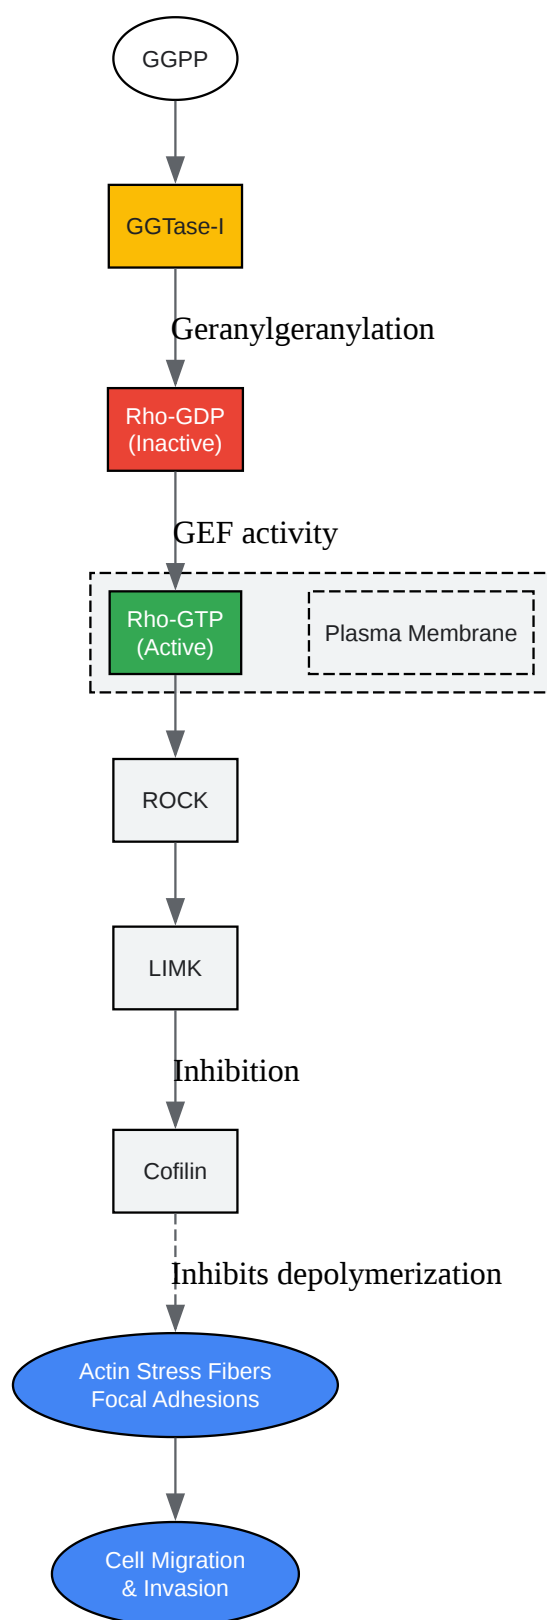 GGPP
GGTase-I
Geranylgeranylation
Rho-GDP
(Inactive)
GEF activity
Rho-GTP
(Active)
Plasma Membrane
ROCK
LIMK
Inhibition
Cofilin
Inhibits depolymerization
Actin Stress Fibers
Focal Adhesions
Cell Migration
& Invasion